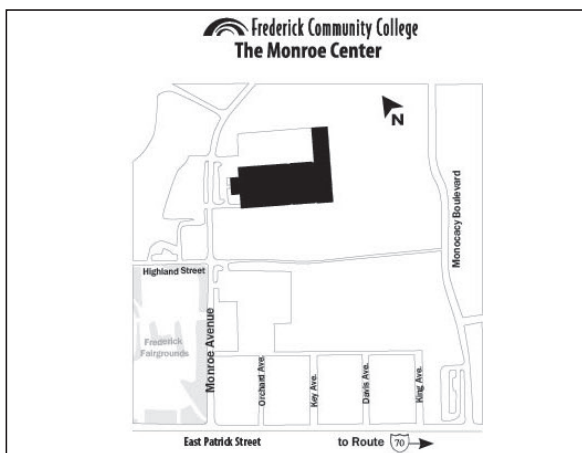 Frederick Community College
The Monroe Center
N
Monocacy Boulevard
Highland Street
Frederick
Fairgrounds
Monroe Avenue
Orchard Ave.
Key Ave.
Davis Ave.
King Ave.
East Patrick Street
to Route 70